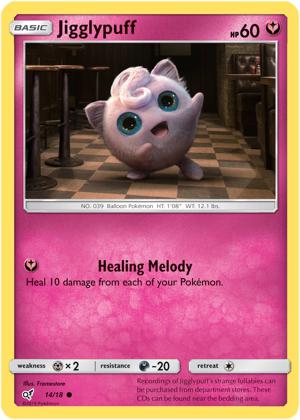 BASIC Jigglypuff HP60
NO. 039 Balloon Pokémon HT: 1'08" WT: 12.1 lbs.
Healing Melody
Heal 10 damage from each of your Pokémon.
weakness ×2 resistance -20 retreat
Illus. Framestore
14/18
©2019 Pokémon
Recordings of Jigglypuff's strange lullabies
can be purchased from department stores. These
CDs can be found near the bedding area.